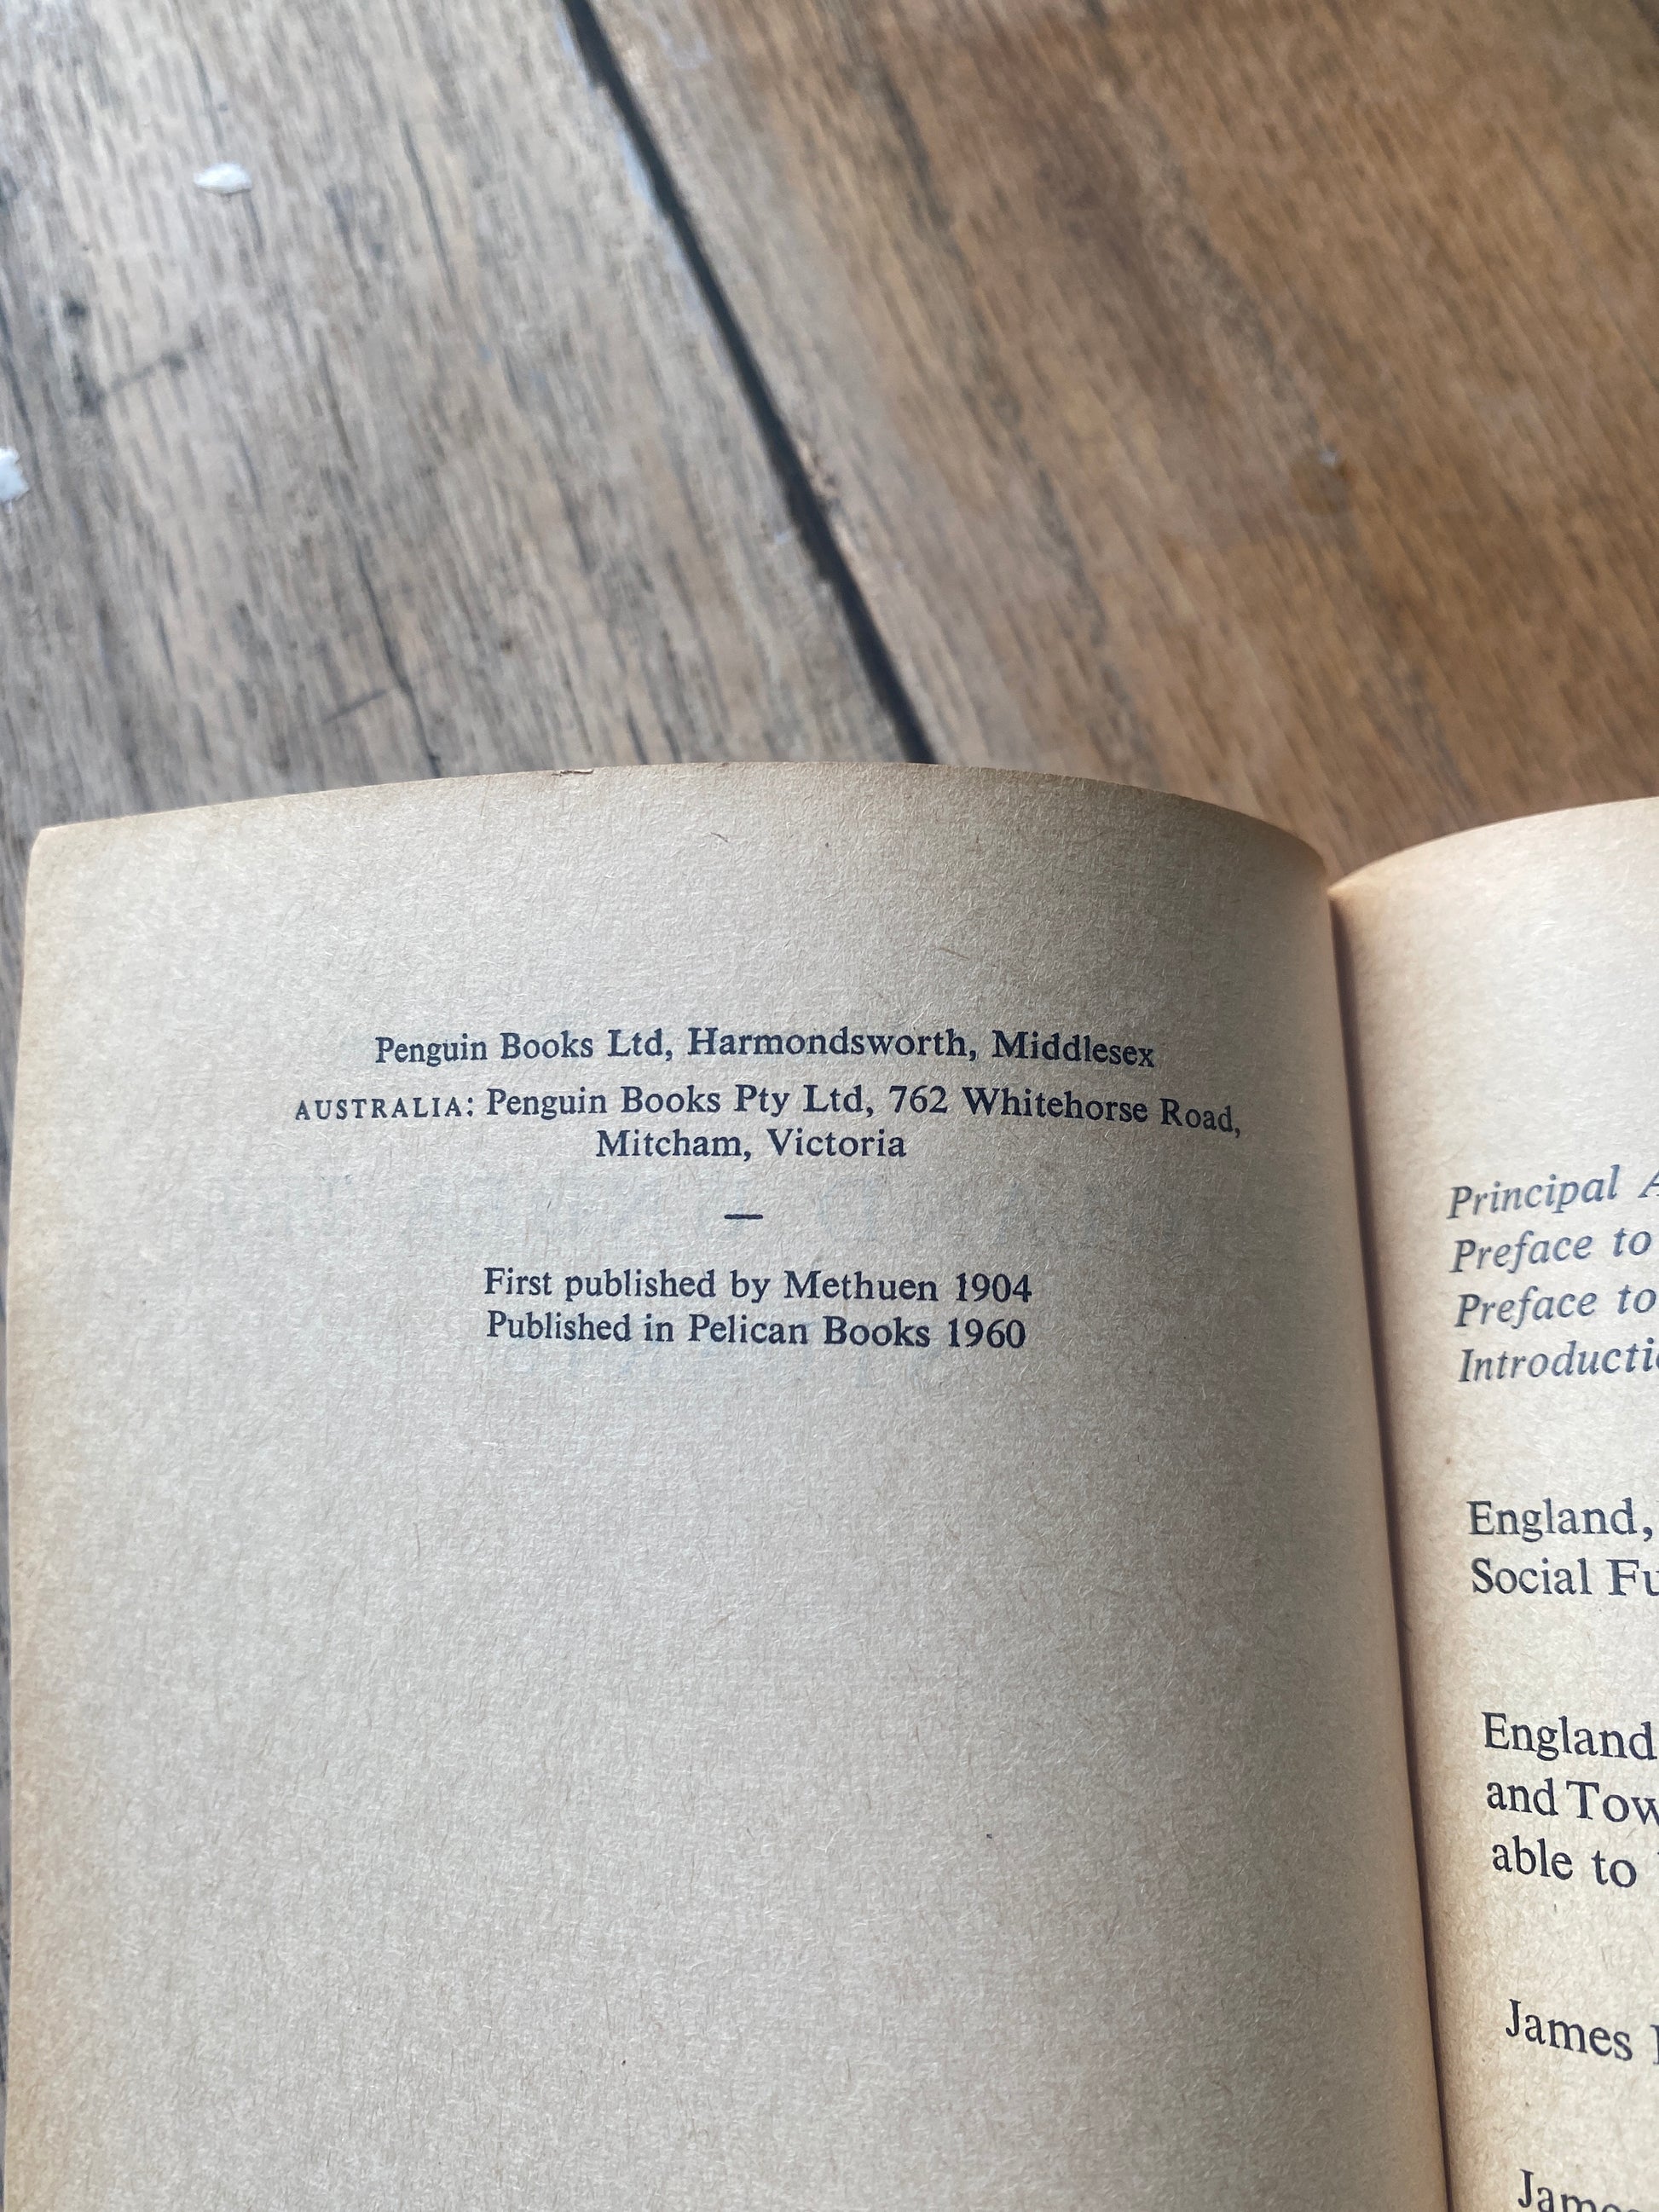 Penguin Books Ltd, Harmondsworth, Middlesex
AUSTRALIA: Penguin Books Pty Ltd, 762 Whitehorse Road,
Mitcham, Victoria
—
First published by Methuen 1904
Published in Pelican Books 1960
Principal
Preface to
Preface to
England,
Social
England
and
able to
James